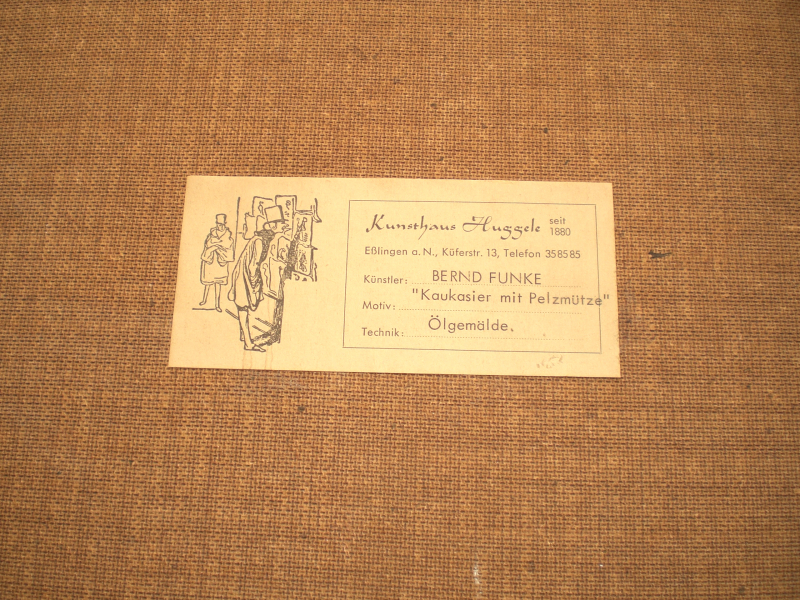 Kunsthaus Huggele seit 1880
Eßlingen a. N., Küferstr. 13, Telefon 358585
Künstler: BERND FUNKE
Motiv: "Kaukasier mit Pelzmütze"
Technik: Ölgemälde.